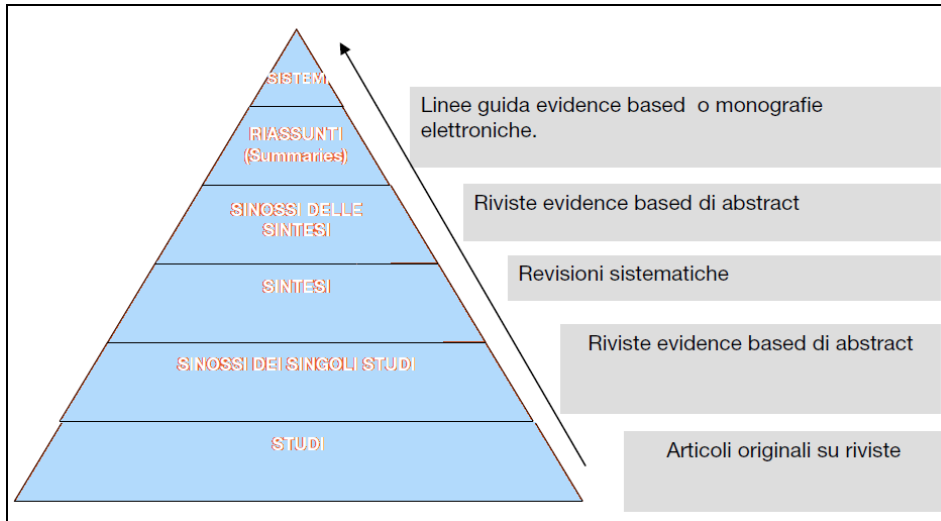 SISTEMI
Linee guida evidence based o monografie
elettroniche.
RIASSUNTI
(Summaries)
Riviste evidence based di abstract
SINOSSI DELLE
SINTESI
Revisioni sistematiche
SINTESI
Riviste evidence based di abstract
SINOSSI DEI SINGOLI STUDI
STUDI
Articoli originali su riviste